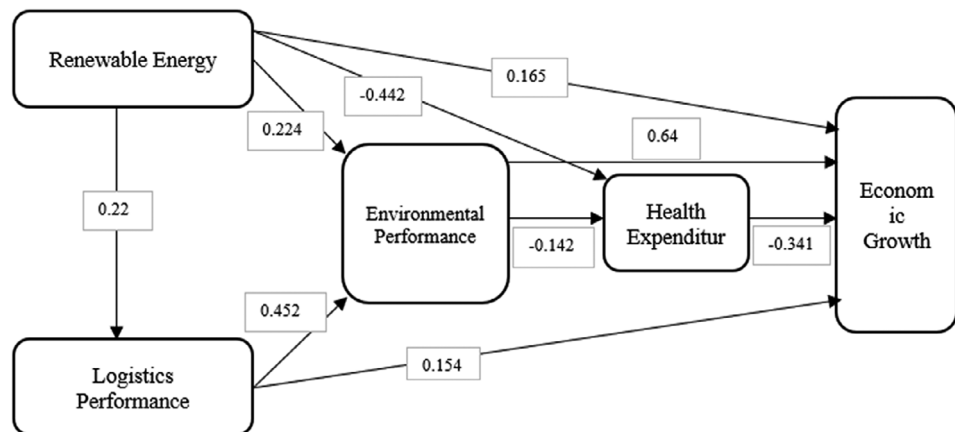 Renewable Energy
0.165
-0.442
0.224
0.64
0.22
Environmental
Performance
Health
Expenditur
Econom
ic
Growth
-0.142
-0.341
0.452
0.154
Logistics
Performance